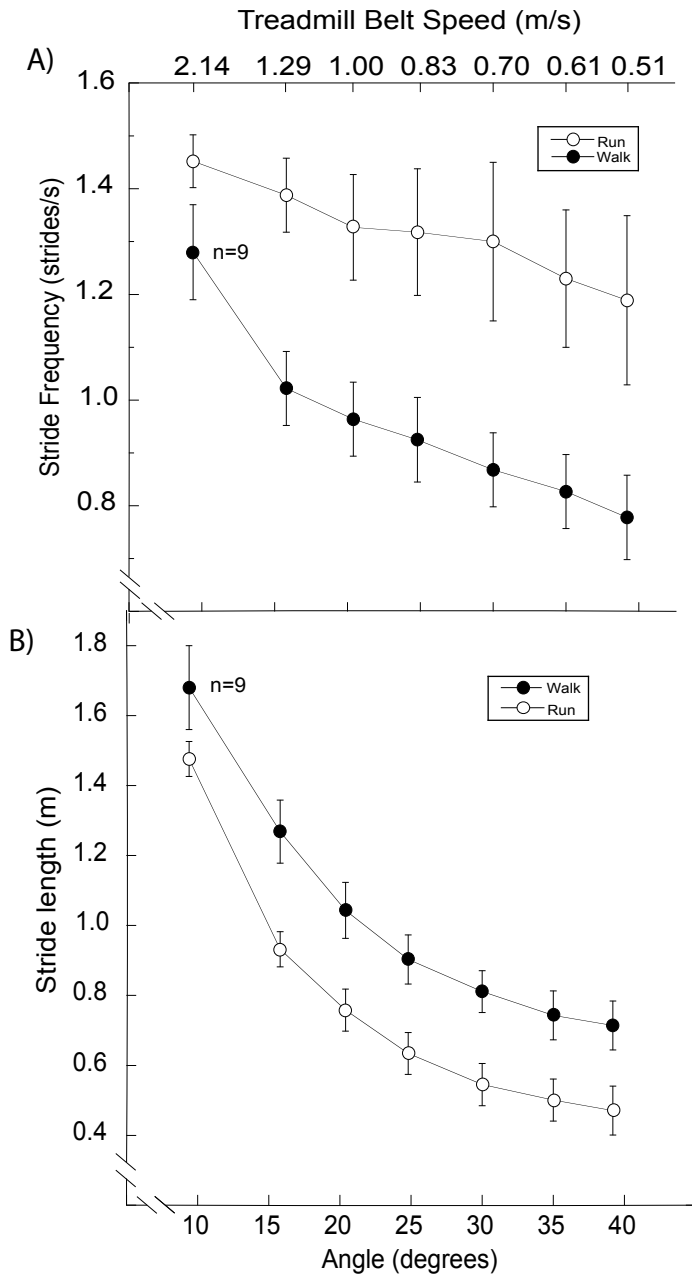 Treadmill Belt Speed (m/s)
A)
2.14 1.29 1.00 0.83 0.70 0.61 0.51
1.6
1.4
1.2
1.0
0.8
Stride Frequency (strides/s)
Run
Walk
n=9
B)
1.8
1.6
1.4
1.2
1.0
0.8
0.6
0.4
Stride length (m)
Walk
Run
n=9
10 15 20 25 30 35 40
Angle (degrees)